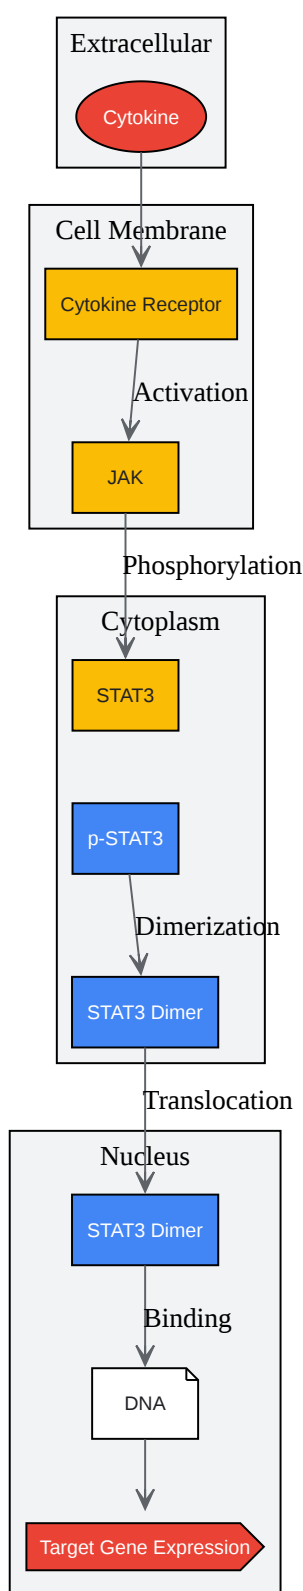 Extracellular
Cytokine
Cell Membrane
Cytokine Receptor
Activation
JAK
Phosphorylation
Cytoplasm
STAT3
p-STAT3
Dimerization
STAT3 Dimer
Translocation
Nucleus
STAT3 Dimer
Binding
DNA
Target Gene Expression